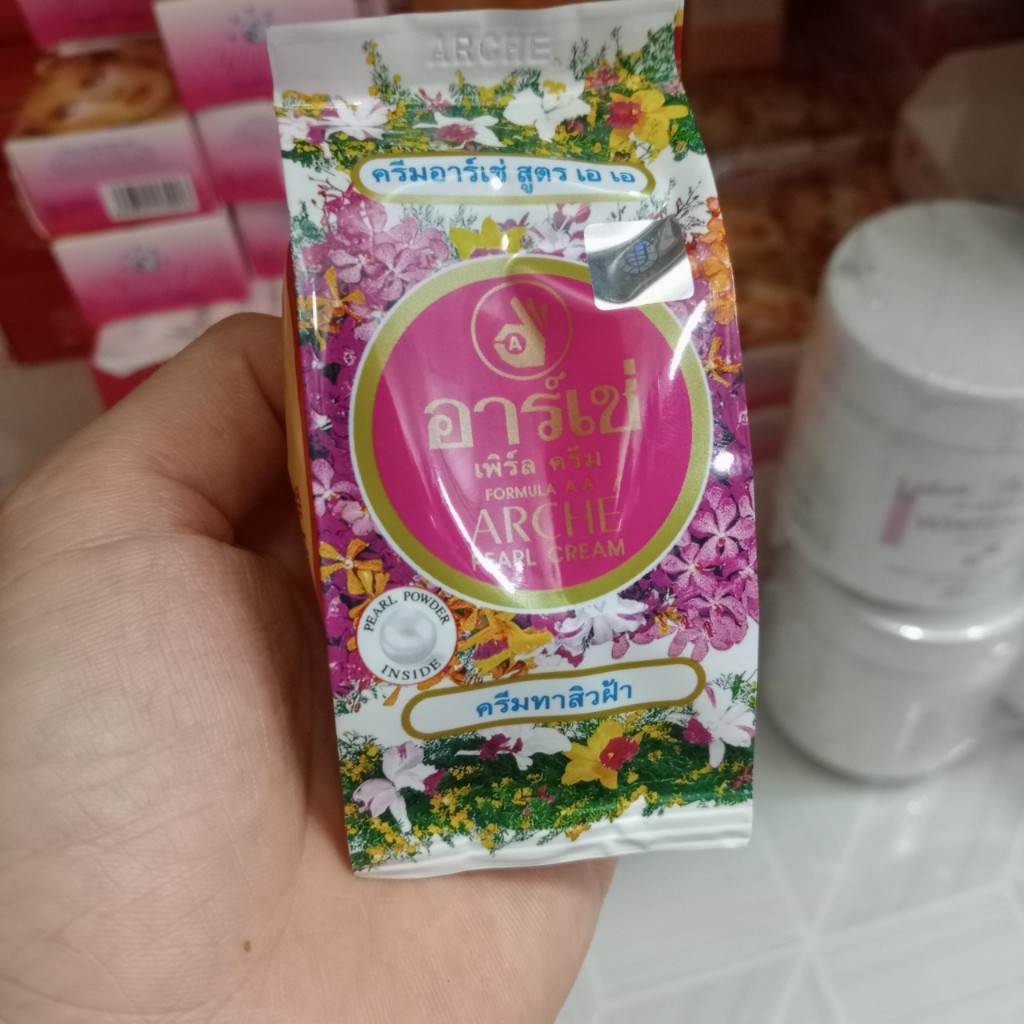 ARCHE
ครีมอาร์เช่ สูตร เอ เอ
A
อาร์เช่
เพิร์ล ครีม
FORMULA A.A
ARCHE
PEARL CREAM
PEARL POWDER
INSIDE
ครีมทาสิวฝ้า